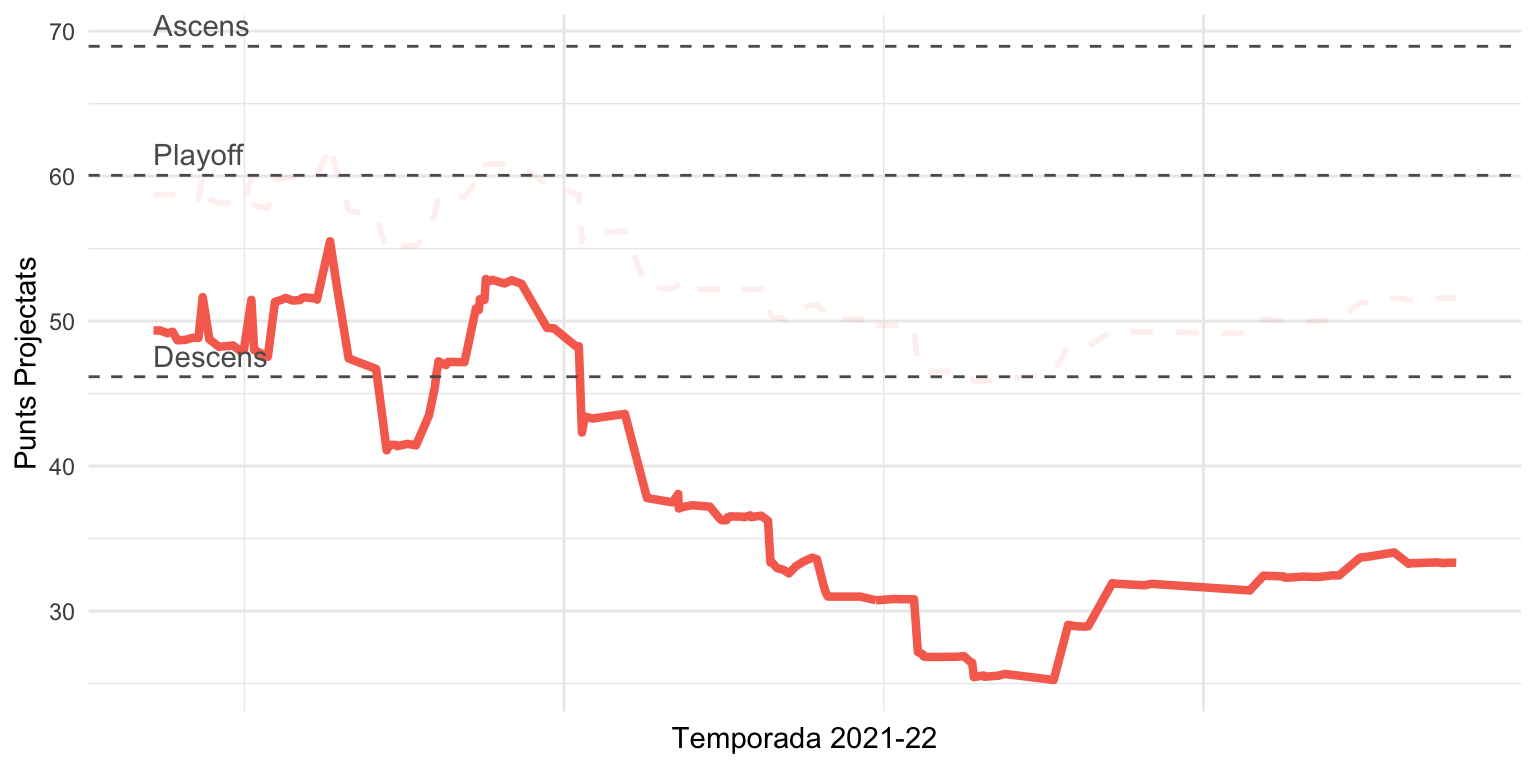 70
Ascens
Playoff
60
50
Descens
40
30
Punts Projectats
Temporada 2021-22